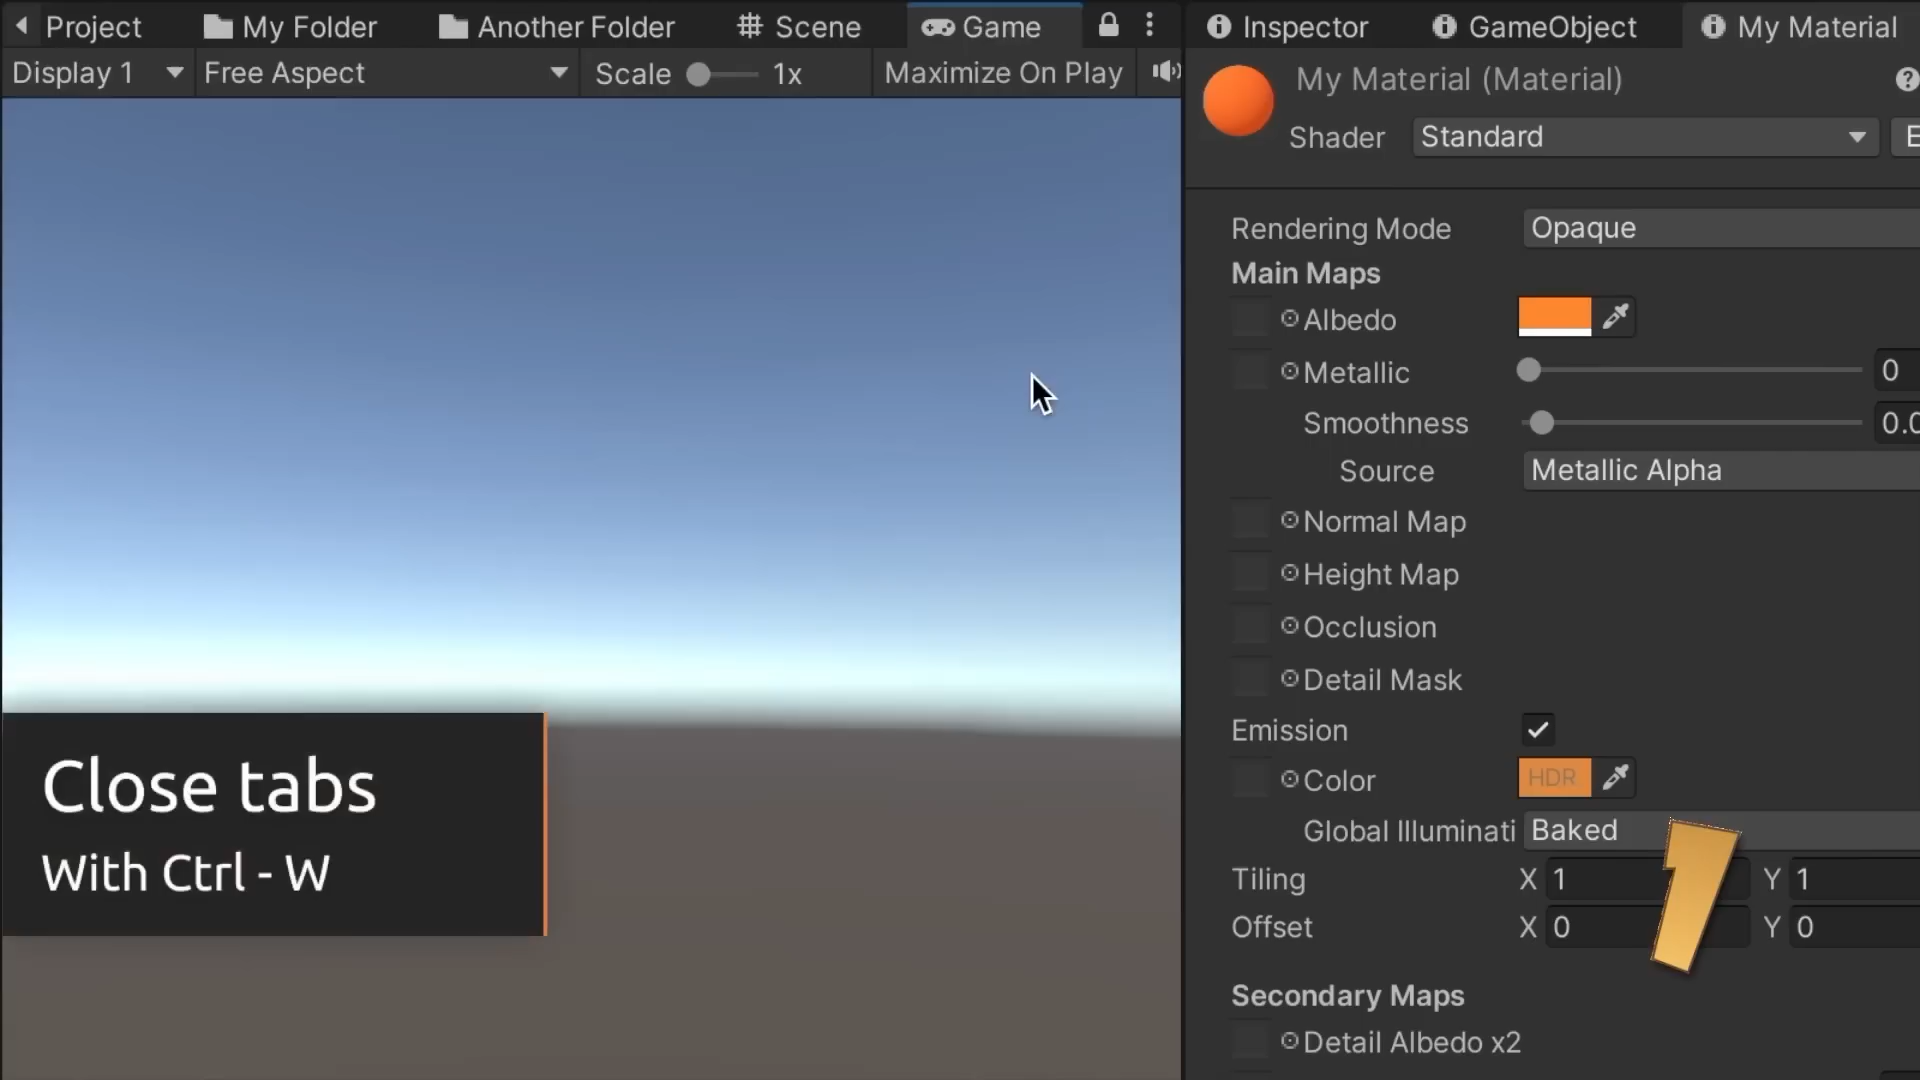 Project My Folder Another Folder Scene Game
Inspector GameObject My Material
Display 1 Free Aspect Scale 1x Maximize On Play
My Material (Material)
Shader Standard
Rendering Mode Opaque
Main Maps
Albedo
Metallic 0
Smoothness 0.0
Source Metallic Alpha
Normal Map
Height Map
Occlusion
Detail Mask
Emission
Color HDR
Global Illuminati Baked
Tiling X 1 Y 1
Offset X 0 Y 0
Secondary Maps
Detail Albedo x2
Close tabs
With Ctrl - W
1